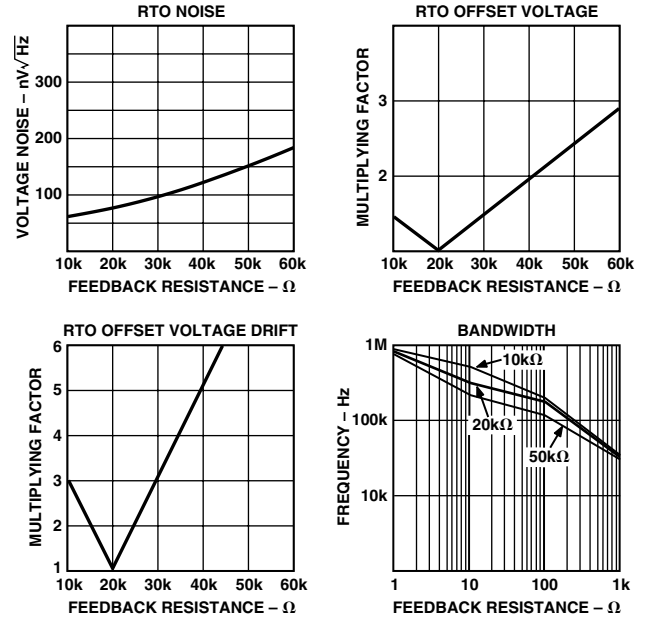 RTO NOISE
VOLTAGE NOISE – nV√Hz
300
200
100
10k 20k 30k 40k 50k 60k
FEEDBACK RESISTANCE – Ω
RTO OFFSET VOLTAGE
MULTIPLYING FACTOR
3
2
10k 20k 30k 40k 50k 60k
FEEDBACK RESISTANCE – Ω
RTO OFFSET VOLTAGE DRIFT
MULTIPLYING FACTOR
6
5
4
3
2
1
10k 20k 30k 40k 50k 60k
FEEDBACK RESISTANCE – Ω
BANDWIDTH
FREQUENCY – Hz
1M
100k
10k
10kΩ
20kΩ
50kΩ
1 10 100 1k
FEEDBACK RESISTANCE – Ω